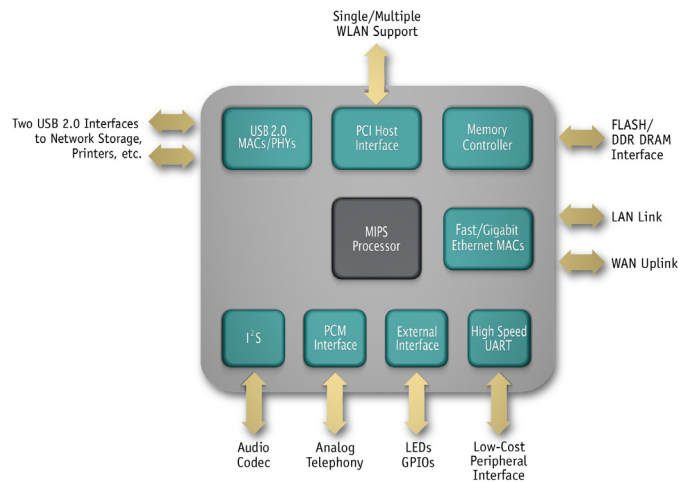 Single/Multiple
WLAN Support
Two USB 2.0 Interfaces
to Network Storage,
Printers, etc.
USB 2.0
MACs/PHYs
PCI Host
Interface
Memory
Controller
FLASH/
DDR DRAM
Interface
MIPS
Processor
Fast/Gigabit
Ethernet MACs
LAN Link
WAN Uplink
I²S
PCM
Interface
External
Interface
High Speed
UART
Audio
Codec
Analog
Telephony
LEDs
GPIOs
Low-Cost
Peripheral
Interface